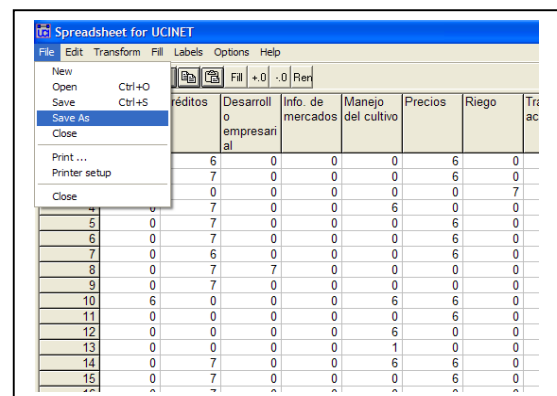 Spreadsheet for UCINET
File Edit Transform Fill Labels Options Help
Fill +.0 -.0 Ren
New
Open Ctrl+O
Save Ctrl+S
Save As
Close
Print ...
Printer setup
Close
réditos Desarroll Info. de Manejo Precios Riego Tra
o mercados del cultivo ac
empresari
al
6 0 0 0 6 0
7 0 0 0 6 0
0 0 0 0 0 7
4 0 7 0 0 6 0 0
5 0 7 0 0 0 6 0
6 0 7 0 0 0 6 0
7 0 6 0 0 0 6 0
8 0 7 7 0 0 0 0
9 0 7 0 0 0 0 0
10 6 0 0 0 6 6 0
11 0 0 0 0 0 6 0
12 0 0 0 0 6 0 0
13 0 0 0 0 1 0 0
14 0 7 0 0 6 6 0
15 0 7 0 0 0 6 0